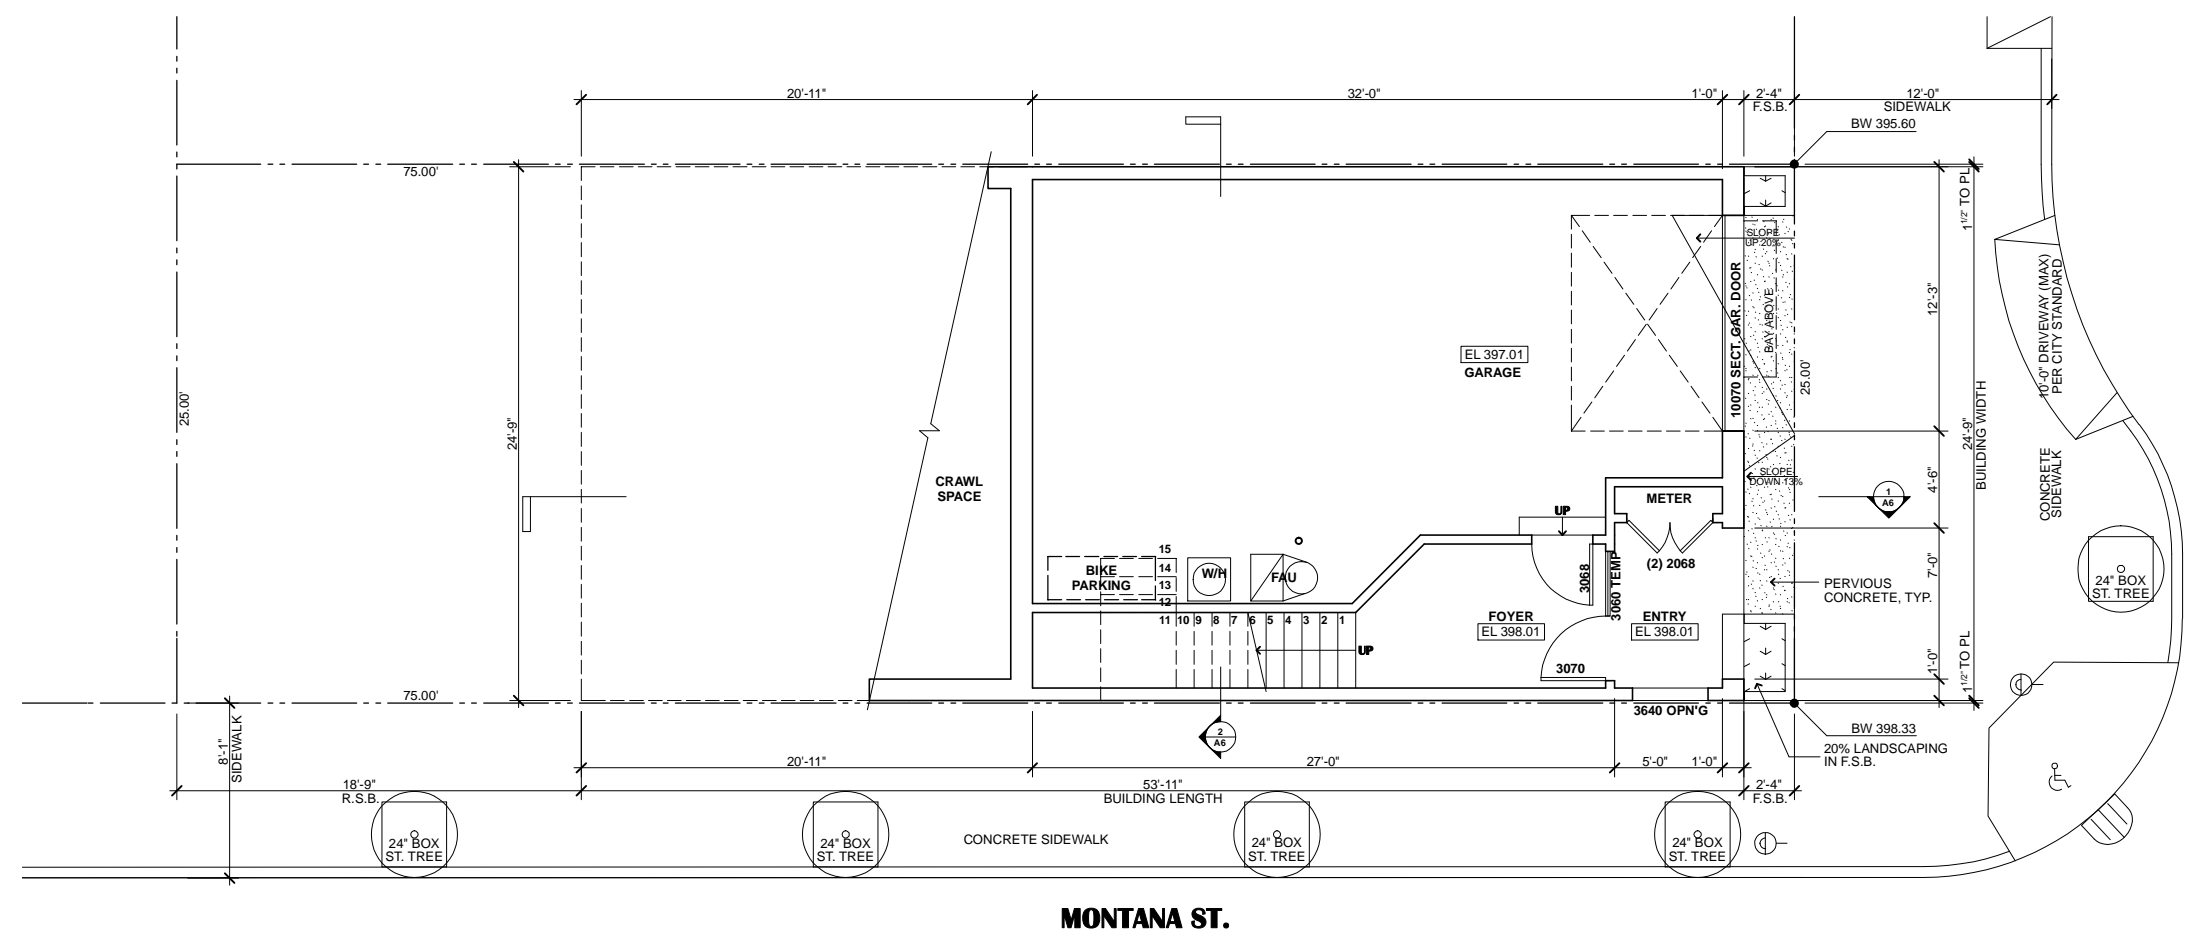 20'-11"
32'-0"
1'-0"
2'-4"
F.S.B.
12'-0"
SIDEWALK
BW 395.60
75.00'
1 1/2" TO PL
SLOPE
UP 20%
10070 SECT. GAR. DOOR
BAY ABOVE
12'-3"
10'-0" DRIVEWAY (MAX)
PER CITY STANDARD
25.00'
25.00'
24'-9"
EL 397.01
GARAGE
24'-9"
BUILDING WIDTH
CRAWL
SPACE
METER
SLOPE
DOWN 13%
4'-6"
1
A6
CONCRETE
SIDEWALK
UP
15
14
13
12
BIKE
PARKING
W/H
FAU
3068
3060 TEMP
(2) 2068
7'-0"
PERVIOUS
CONCRETE, TYP.
24" BOX
ST. TREE
11 10 9 8 7 6 5 4 3 2 1
UP
FOYER
EL 398.01
ENTRY
EL 398.01
3070
1'-0"
1 1/2" TO PL
75.00'
3640 OPN'G
BW 398.33
20% LANDSCAPING
IN F.S.B.
8'-1"
SIDEWALK
2
A6
20'-11"
27'-0"
5'-0"
1'-0"
18'-9"
R.S.B.
53'-11"
BUILDING LENGTH
2'-4"
F.S.B.
24" BOX
ST. TREE
24" BOX
ST. TREE
CONCRETE SIDEWALK
24" BOX
ST. TREE
24" BOX
ST. TREE
MONTANA ST.